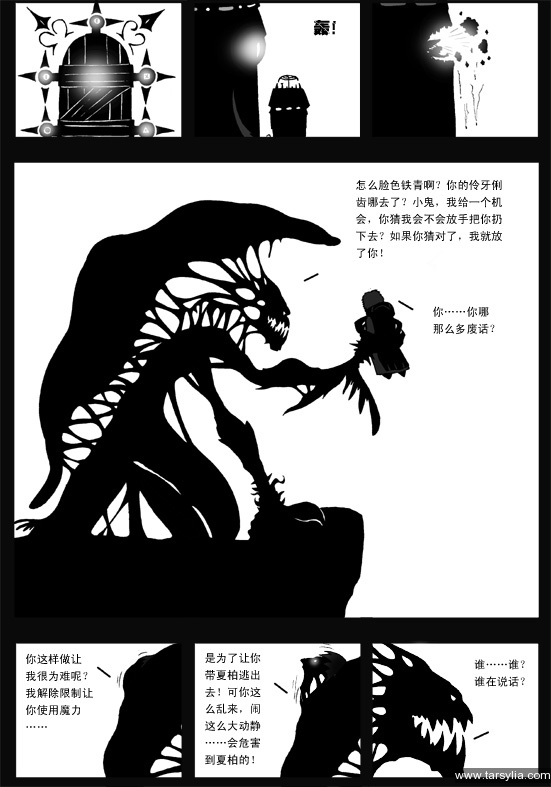 轰!
怎么脸色铁青啊？你的伶牙俐
齿哪去了？小鬼，我给一个机
会，你猜我会不会放手把你扔
下去？如果你猜对了，我就放
了你！
你……你哪
那么多废话？
你这样做让
我很为难呢？
我解除限制让
你使用魔力
……
是为了让你
带夏柏逃出
去！可你这
么乱来，闹
这么大动静
……会危害
到夏柏的！
谁……谁？
谁在说话？
www.tarsylia.com